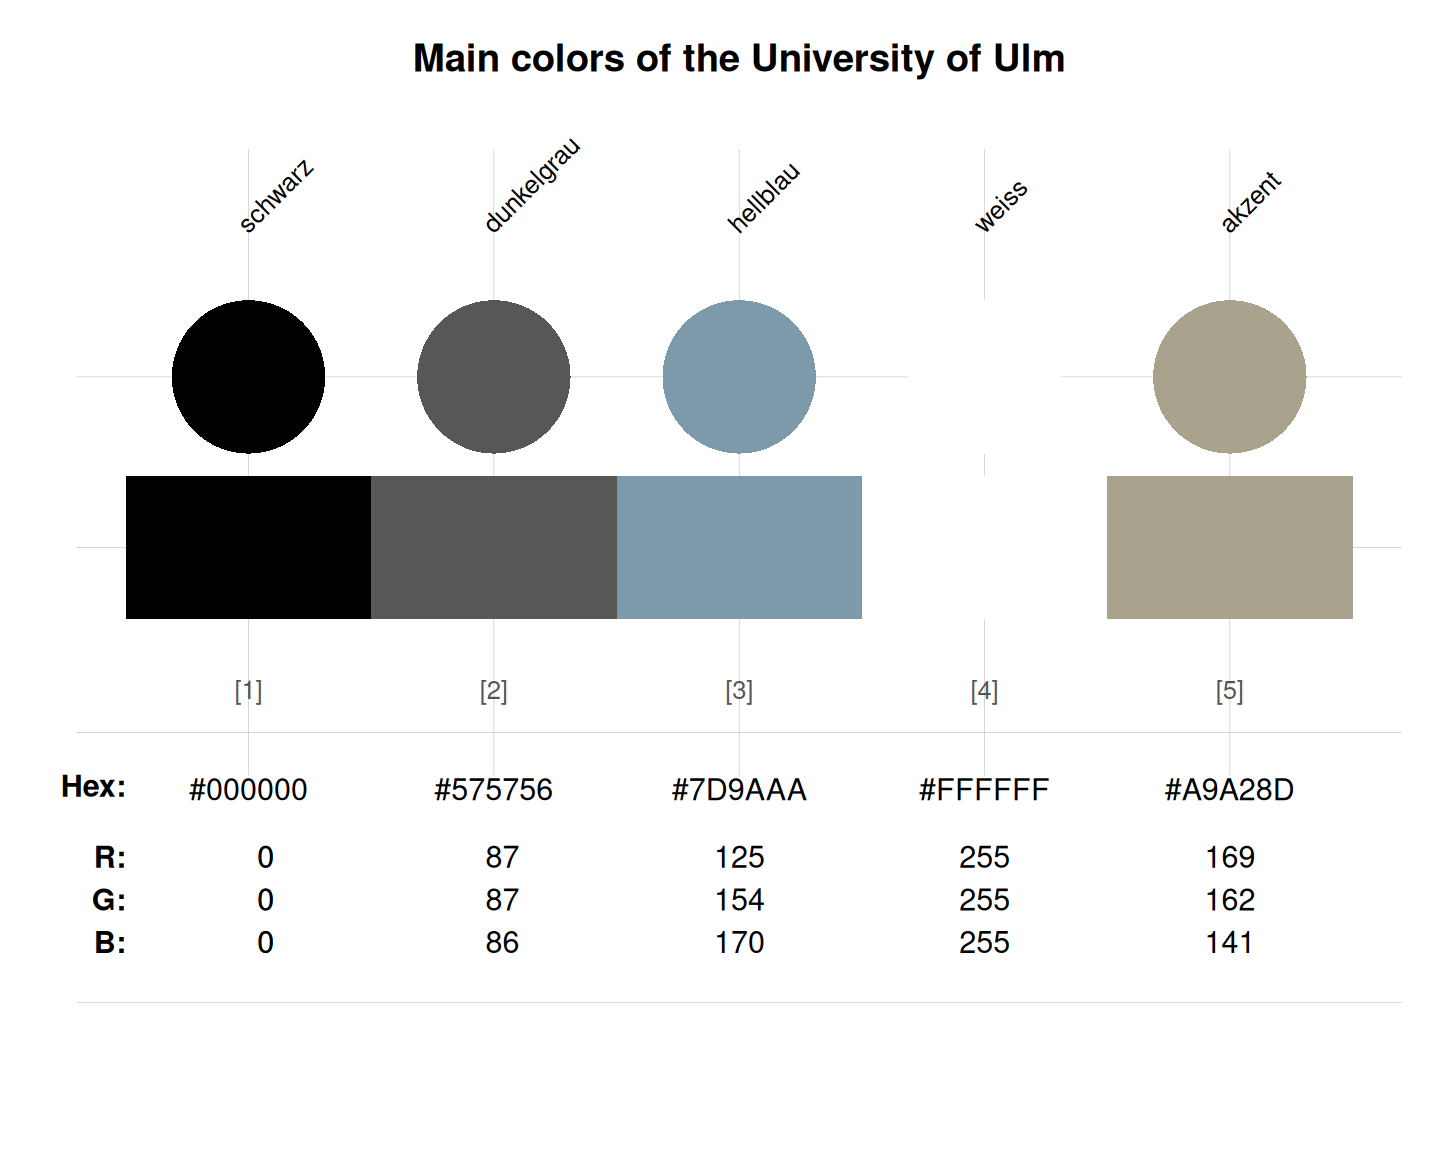 Main colors of the University of Ulm
schwarz dunkelgrau hellblau weiss akzent
[1] [2] [3] [4] [5]
Hex: #000000 #575756 #7D9AAA #FFFFFF #A9A28D
R: 0 87 125 255 169
G: 0 87 154 255 162
B: 0 86 170 255 141